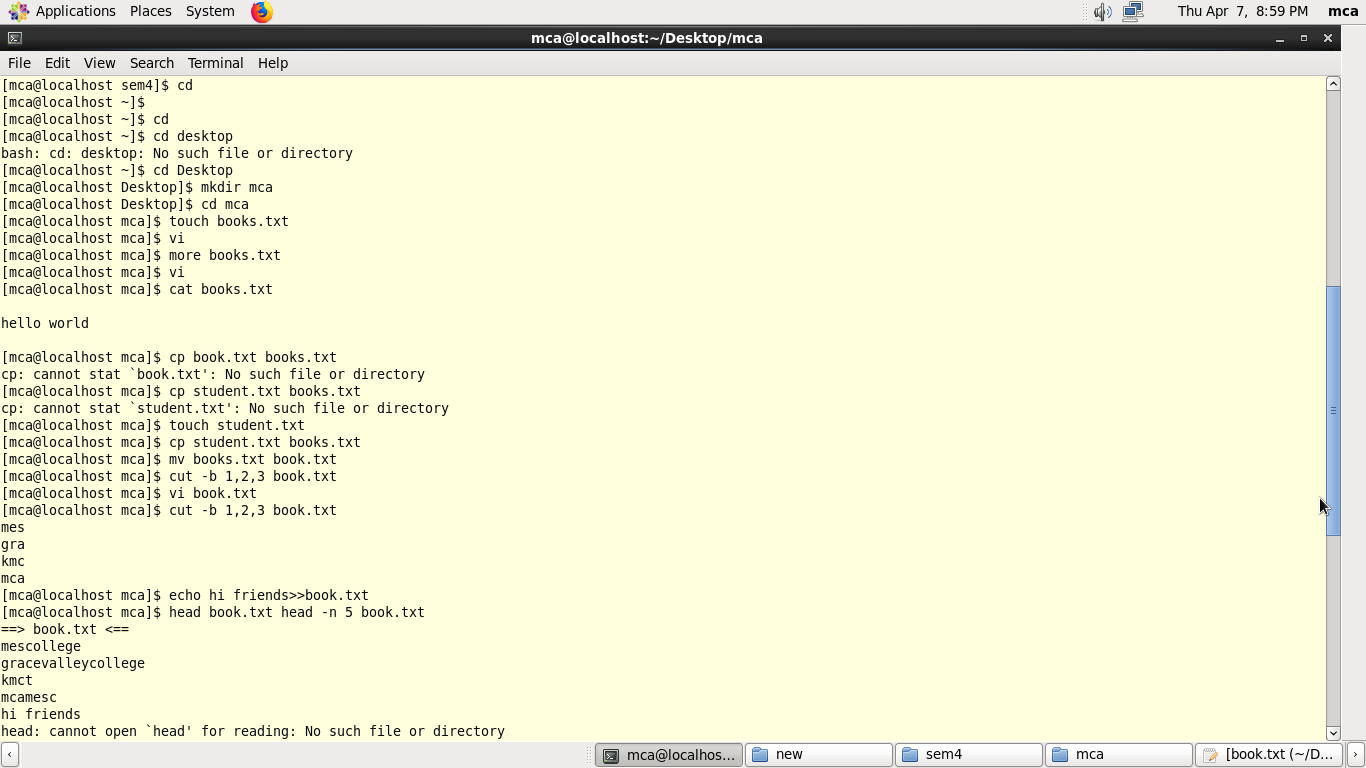 Applications Places System Thu Apr 7, 8:59 PM mca
mca@localhost:~/Desktop/mca
File Edit View Search Terminal Help
[mca@localhost sem4]$ cd
[mca@localhost ~]$
[mca@localhost ~]$ cd
[mca@localhost ~]$ cd desktop
bash: cd: desktop: No such file or directory
[mca@localhost ~]$ cd Desktop
[mca@localhost Desktop]$ mkdir mca
[mca@localhost Desktop]$ cd mca
[mca@localhost mca]$ touch books.txt
[mca@localhost mca]$ vi
[mca@localhost mca]$ more books.txt
[mca@localhost mca]$ vi
[mca@localhost mca]$ cat books.txt
hello world
[mca@localhost mca]$ cp book.txt books.txt
cp: cannot stat `book.txt': No such file or directory
[mca@localhost mca]$ cp student.txt books.txt
cp: cannot stat `student.txt': No such file or directory
[mca@localhost mca]$ touch student.txt
[mca@localhost mca]$ cp student.txt books.txt
[mca@localhost mca]$ mv books.txt book.txt
[mca@localhost mca]$ cut -b 1,2,3 book.txt
[mca@localhost mca]$ vi book.txt
[mca@localhost mca]$ cut -b 1,2,3 book.txt
mes
gra
kmc
mca
[mca@localhost mca]$ echo hi friends>>book.txt
[mca@localhost mca]$ head book.txt head -n 5 book.txt
==> book.txt <==
mescollege
gracevalleycollege
kmct
mcamesc
hi friends
head: cannot open `head' for reading: No such file or directory
mca@localhos... new sem4 mca [book.txt (~/D...